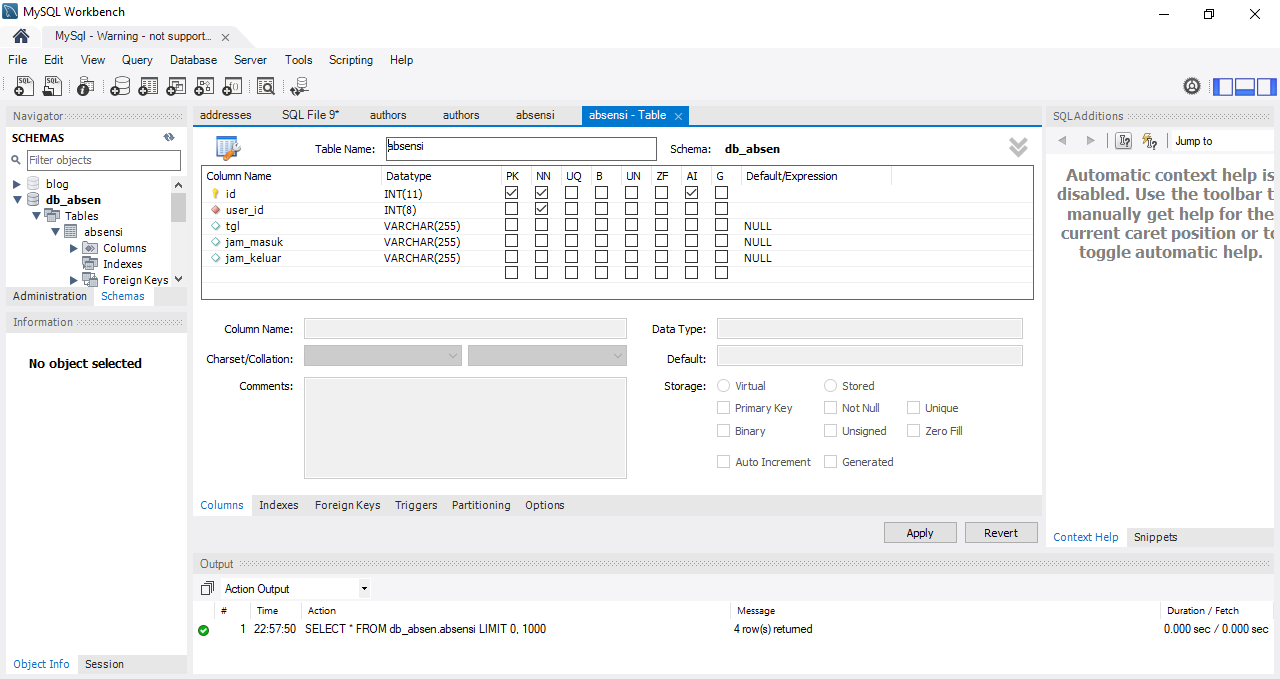 MySQL Workbench
MySql - Warning - not support...
File Edit View Query Database Server Tools Scripting Help
Navigator
SCHEMAS
Filter objects
blog
db_absen
Tables
absensi
Columns
Indexes
Foreign Keys
Administration Schemas
Information
No object selected
Object Info Session
addresses SQL File 9* authors authors absensi absensi - Table
Table Name: absensi Schema: db_absen
Column Name Datatype PK NN UQ B UN ZF AI G Default/Expression
id INT(11)
user_id INT(8)
tgl VARCHAR(255) NULL
jam_masuk VARCHAR(255) NULL
jam_keluar VARCHAR(255) NULL
Column Name: Data Type:
Charset/Collation: Default:
Comments: Storage: Virtual Stored
Primary Key Not Null Unique
Binary Unsigned Zero Fill
Auto Increment Generated
Columns Indexes Foreign Keys Triggers Partitioning Options
Apply Revert
SQLAdditions
Jump to
Automatic context help is
disabled. Use the toolbar t
manually get help for the
current caret position or to
toggle automatic help.
Context Help Snippets
Output
Action Output
# Time Action Message Duration / Fetch
1 22:57:50 SELECT * FROM db_absen.absensi LIMIT 0, 1000 4 row(s) returned 0.000 sec / 0.000 sec